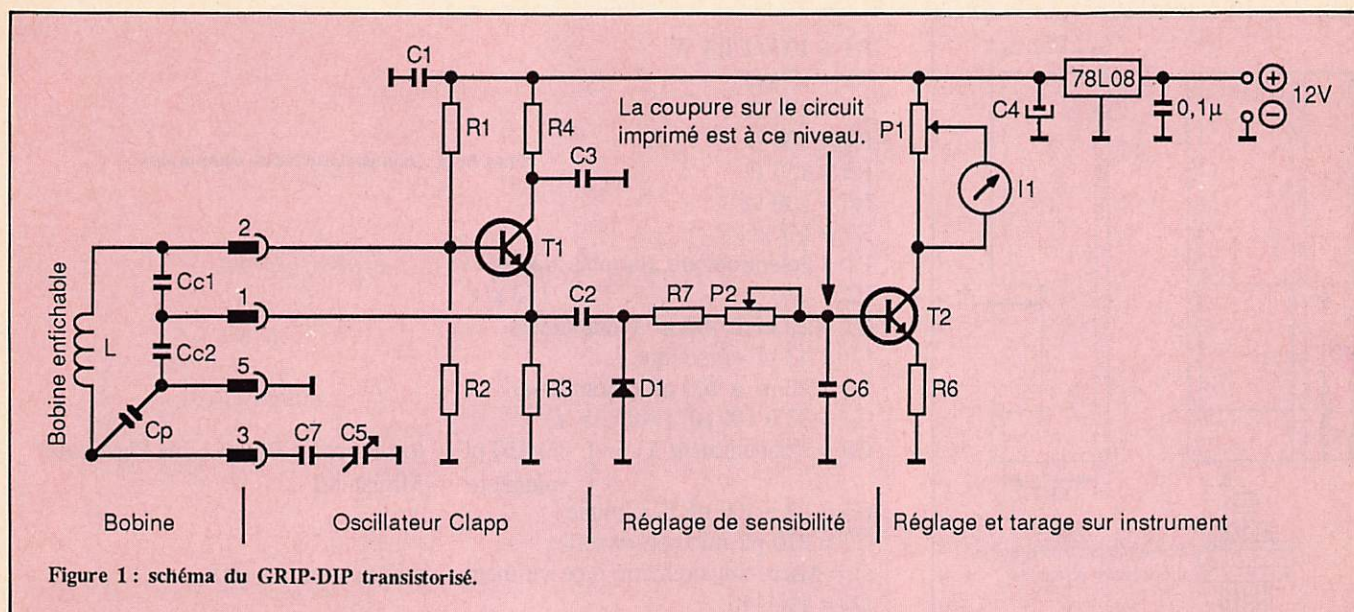 C1
La coupure sur le circuit
imprimé est à ce niveau.
78L08
C4
0,1µ
+
12V
−
R1
R4
P1
C3
I1
2
T1
Bobine enfichable
L
Cc1
1
C2
R7
P2
T2
Cc2
5
R2
R3
D1
C6
R6
Cp
3
C7
C5
Bobine
Oscillateur Clapp
Réglage de sensibilité
Réglage et tarage sur instrument
Figure 1 : schéma du GRIP-DIP transistorisé.